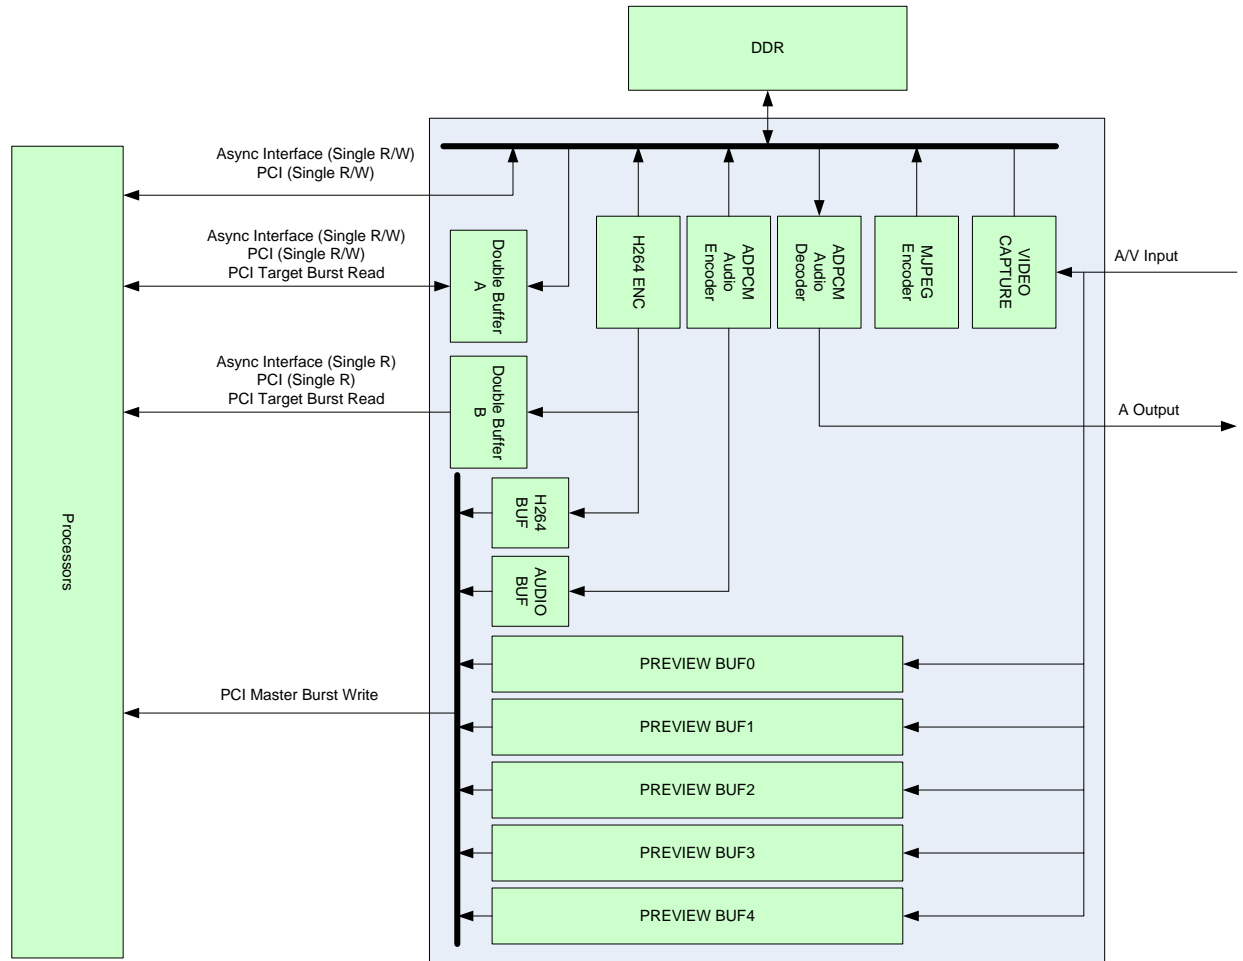 DDR
Async Interface (Single R/W)
PCI (Single R/W)
Async Interface (Single R/W)
PCI (Single R/W)
PCI Target Burst Read
Double Buffer
A
H264 ENC
ADPCM
Audio
Encoder
ADPCM
Audio
Decoder
MJPEG
Encoder
VIDEO
CAPTURE
A/V Input
Async Interface (Single R)
PCI (Single R)
PCI Target Burst Read
Double Buffer
B
A Output
H264
BUF
Processors
AUDIO
BUF
PREVIEW BUF0
PCI Master Burst Write
PREVIEW BUF1
PREVIEW BUF2
PREVIEW BUF3
PREVIEW BUF4